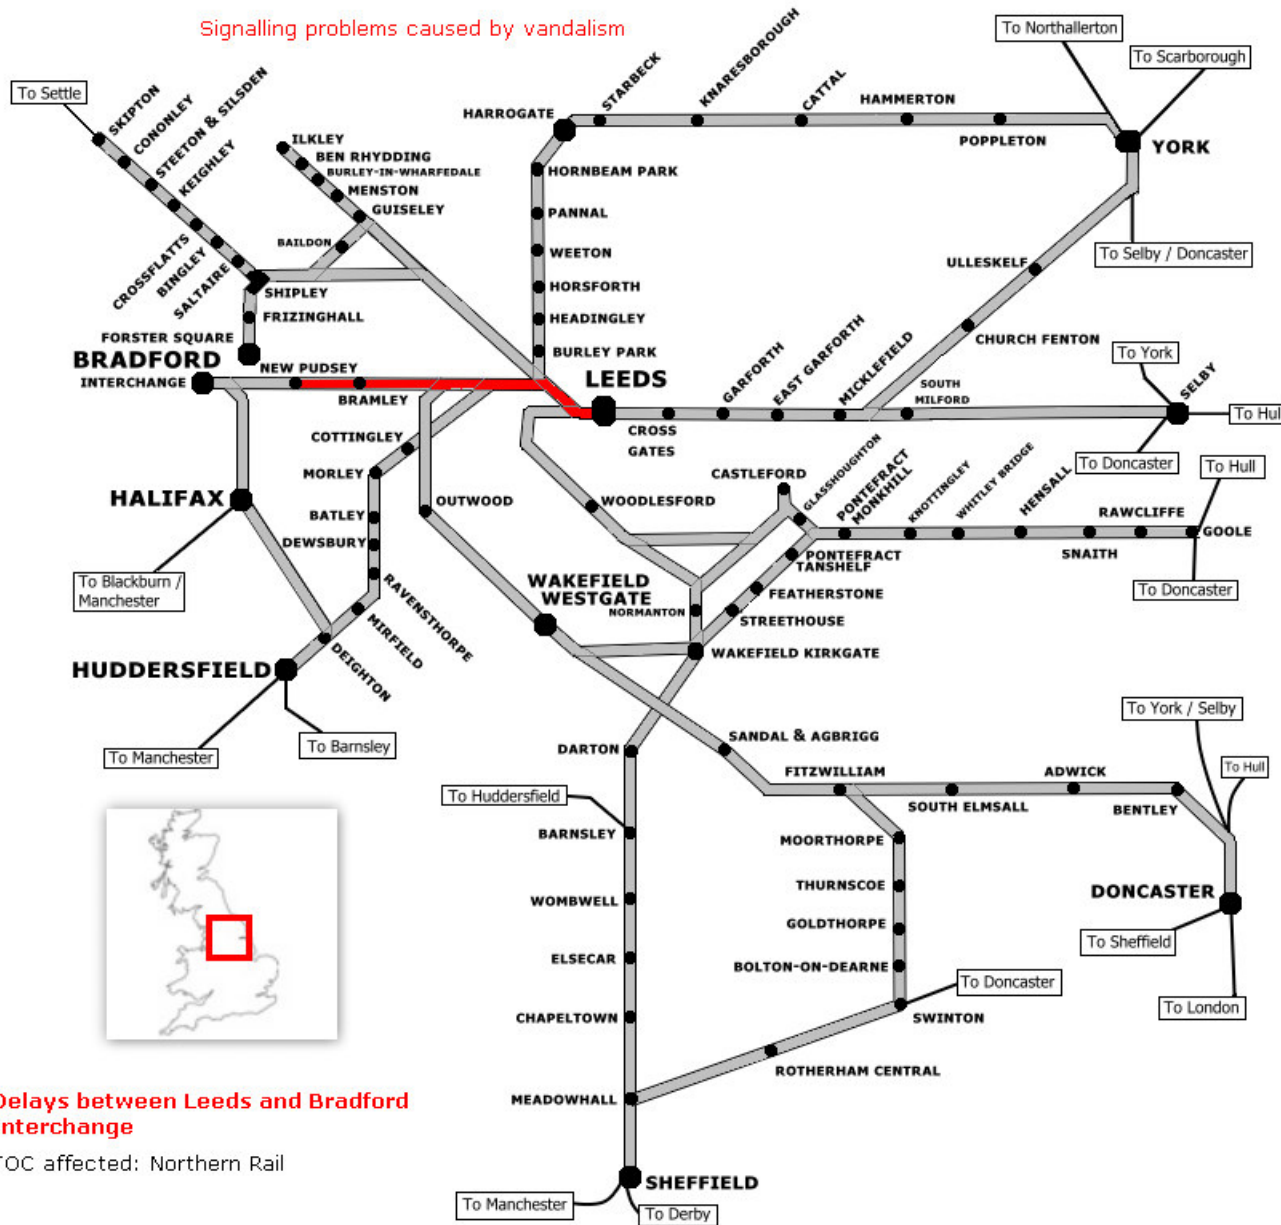 Signalling problems caused by vandalism
To Northallerton
To Scarborough
To Settle
SKIPTON
CONONLEY
STEETON & SILSDEN
KEIGHLEY
CROSSFLATTS
BINGLEY
SALTAIRE
SHIPLEY
FRIZINGHALL
FORSTER SQUARE
BRADFORD
INTERCHANGE
ILKLEY
BEN RHYDDING
BURLEY-IN-WHARFEDALE
MENSTON
GUISELEY
BAILDON
HARROGATE
STARBECK
KNARESBOROUGH
CATTAL
HAMMERTON
POPPLETON
YORK
HORNBEAM PARK
PANNAL
WEETON
HORSFORTH
HEADINGLEY
BURLEY PARK
To Selby / Doncaster
ULLESKELF
CHURCH FENTON
NEW PUDSEY
BRAMLEY
LEEDS
CROSS
GATES
GARFORTH
EAST GARFORTH
MICKLEFIELD
SOUTH
MILFORD
To York
SELBY
To Hul
To Doncaster
COTTINGLEY
MORLEY
BATLEY
DEWSBURY
RAVENSTHORPE
MIRFIELD
DEIGHTON
HALIFAX
To Blackburn /
Manchester
HUDDERSFIELD
To Manchester
To Barnsley
OUTWOOD
WOODLESFORD
CASTLEFORD
GLASSHOUGHTON
PONTEFRACT
MONKHILL
KNOTTINGLEY
WHITLEY BRIDGE
HENSALL
SNAITH
RAWCLIFFE
GOOLE
To Hull
To Doncaster
PONTEFRACT
TANSHELF
FEATHERSTONE
STREETHOUSE
WAKEFIELD
WESTGATE
NORMANTON
WAKEFIELD KIRKGATE
SANDAL & AGBRIGG
DARTON
To Huddersfield
BARNSLEY
WOMBWELL
ELSECAR
CHAPELTOWN
MEADOWHALL
SHEFFIELD
To Manchester
To Derby
FITZWILLIAM
SOUTH ELMSALL
ADWICK
BENTLEY
To York / Selby
To Hull
DONCASTER
To Sheffield
To London
MOORTHORPE
THURNSCOE
GOLDTHORPE
BOLTON-ON-DEARNE
SWINTON
To Doncaster
ROTHERHAM CENTRAL
Delays between Leeds and Bradford
Interchange
TOC affected: Northern Rail